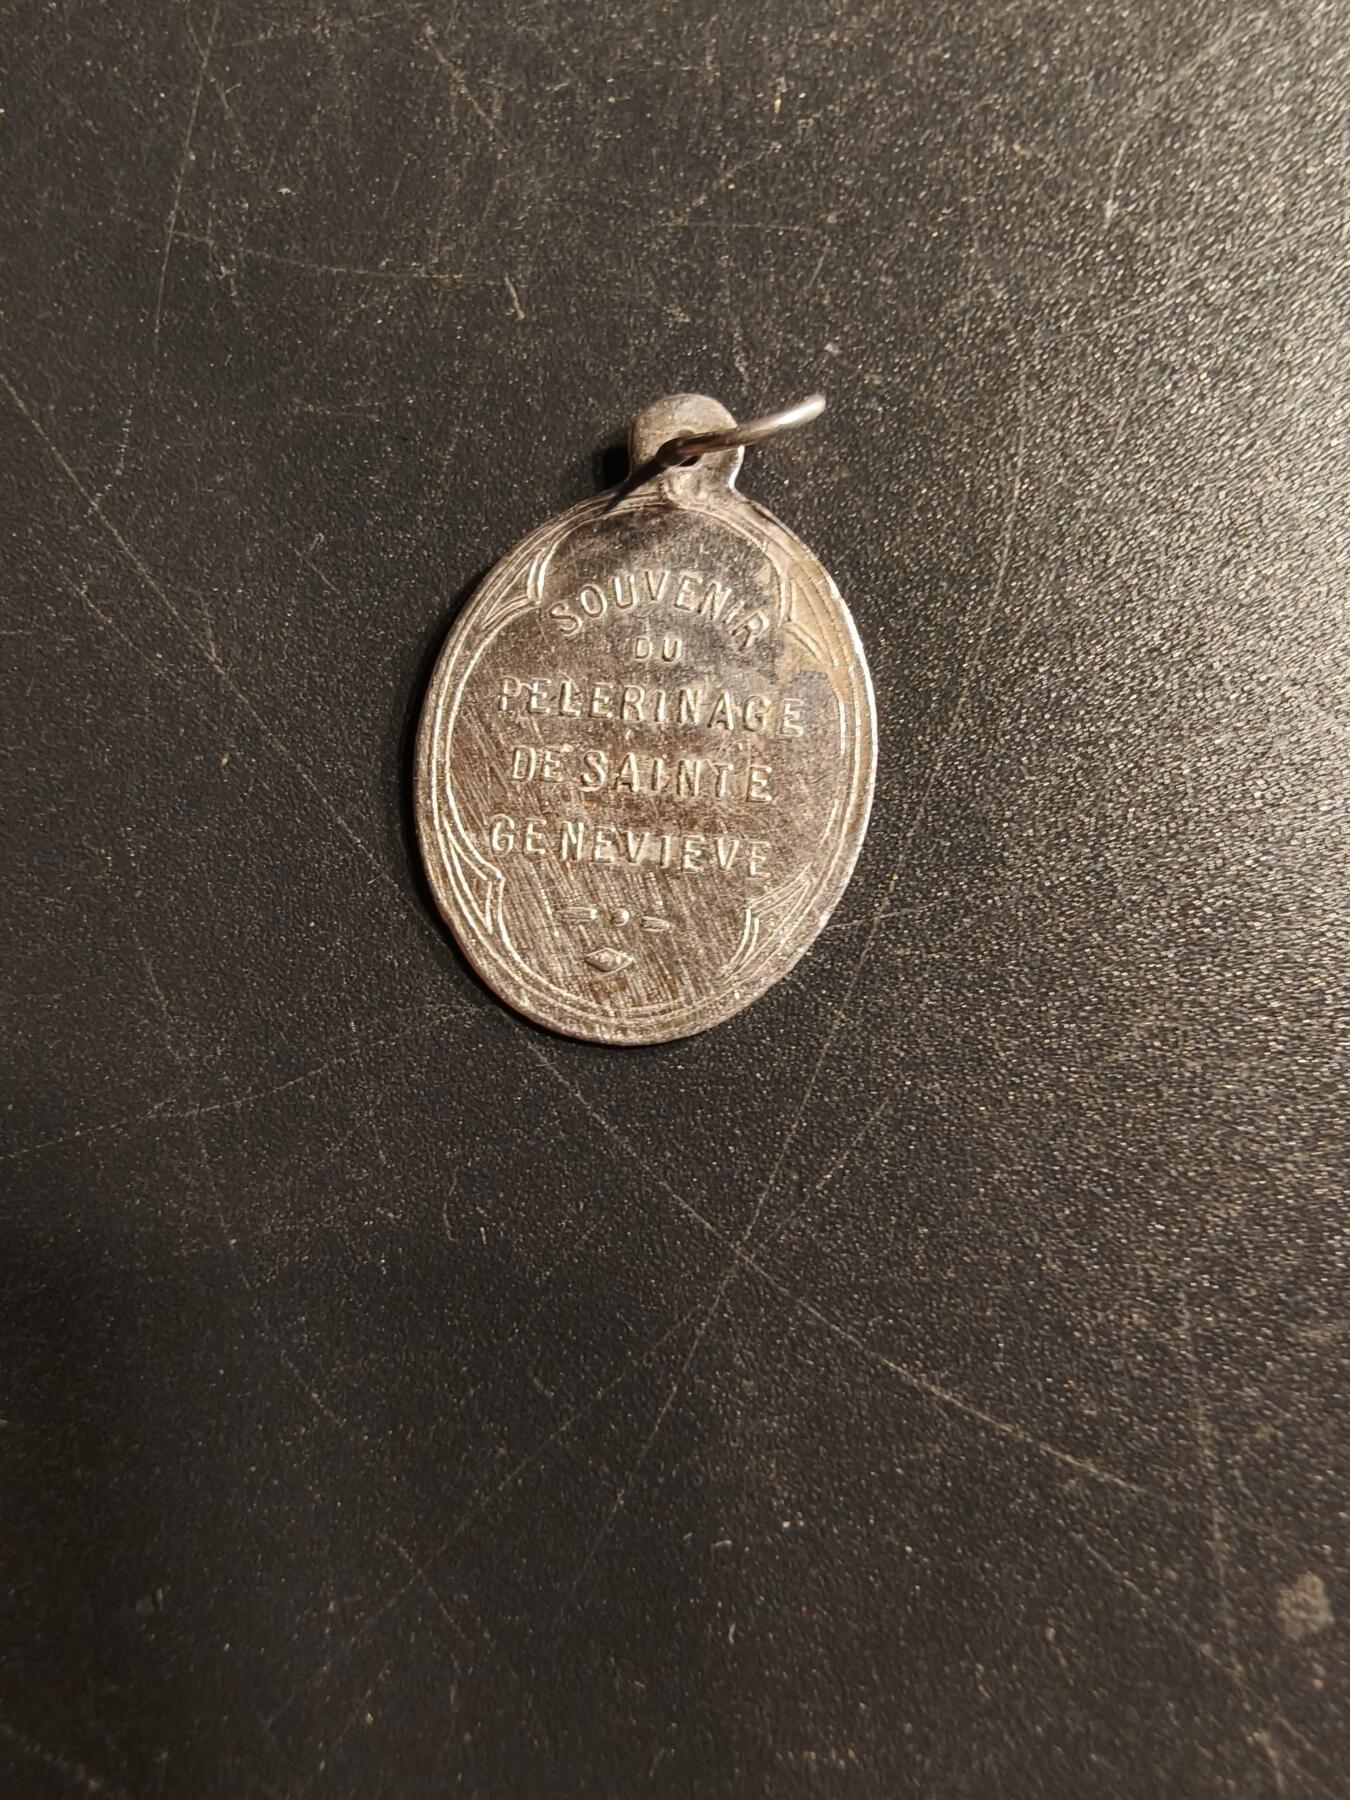 SOUVENIR
DU
PELERINAGE
DE SAINTE
GENEVIEVE